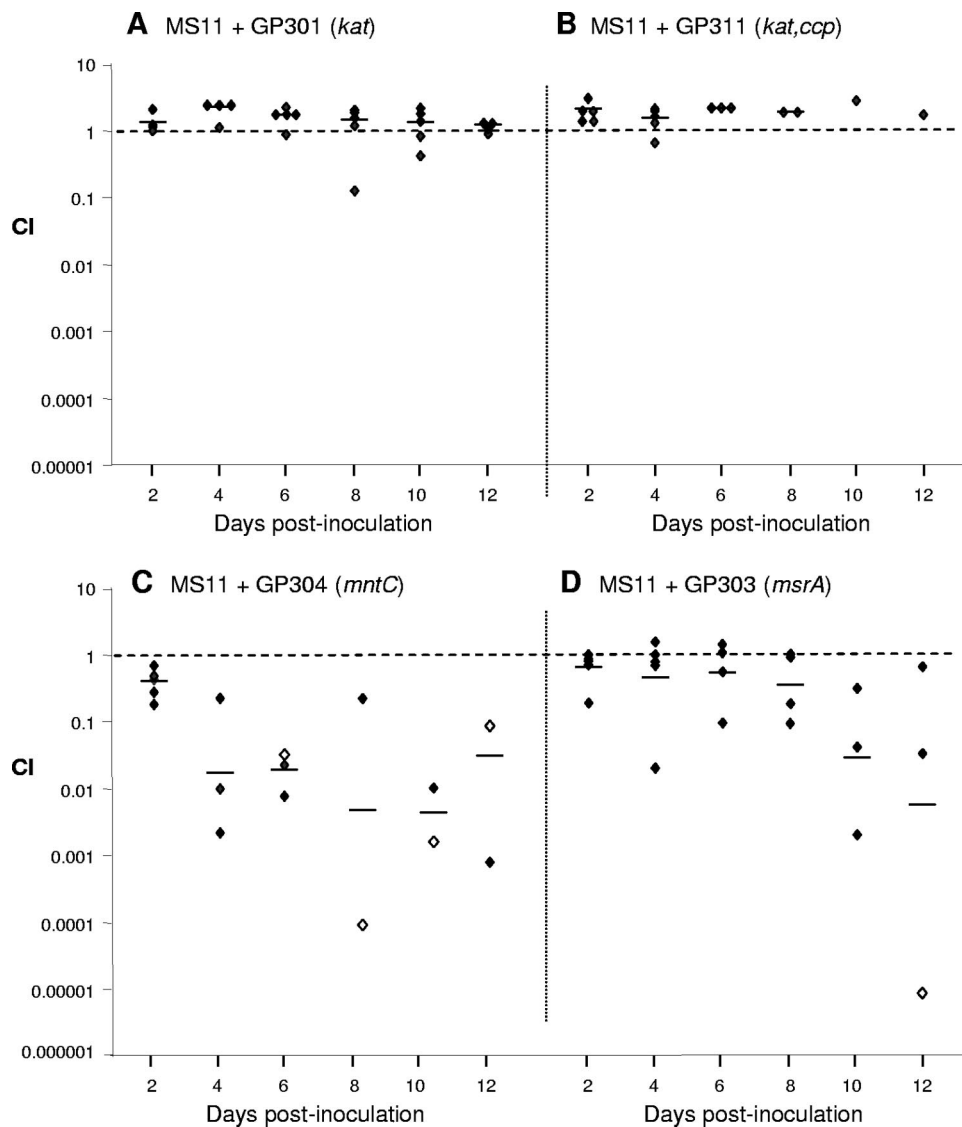 A MS11 + GP301 (kat)
B MS11 + GP311 (kat,ccp)
10
1
0.1
CI
0.01
0.001
0.0001
0.00001
2 4 6 8 10 12 2 4 6 8 10 12
Days post-inoculation Days post-inoculation
C MS11 + GP304 (mntC)
D MS11 + GP303 (msrA)
10
1
0.1
CI
0.01
0.001
0.0001
0.00001
0.000001
2 4 6 8 10 12 2 4 6 8 10 12
Days post-inoculation Days post-inoculation